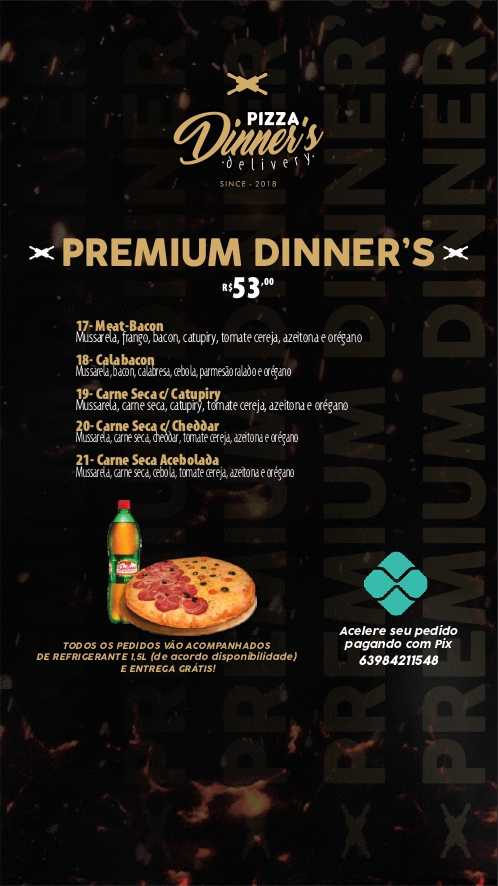 PIZZA
Dinner's
delivery
SINCE - 2018
PREMIUM DINNER'S
R$53,00
17- Meat-Bacon
Mussarela, frango, bacon, catupiry, tomate cereja, azeitona e orégano
18- Calabacon
Mussarela, bacon, calabresa, cebola, parmesão ralado e orégano
19- Carne Seca c/ Catupiry
Mussarela, carne seca, catupiry, tomate cereja, azeitona e orégano
20- Carne Seca c/ Cheddar
Mussarela, carne seca, cheddar, tomate cereja, azeitona e orégano
21- Carne Seca Acebolada
Mussarela, carne seca, cebola, tomate cereja, azeitona e orégano
TODOS OS PEDIDOS VÃO ACOMPANHADOS
DE REFRIGERANTE 1,5L (de acordo disponibilidade)
E ENTREGA GRÁTIS!
Acelere seu pedido
pagando com Pix
63984211548